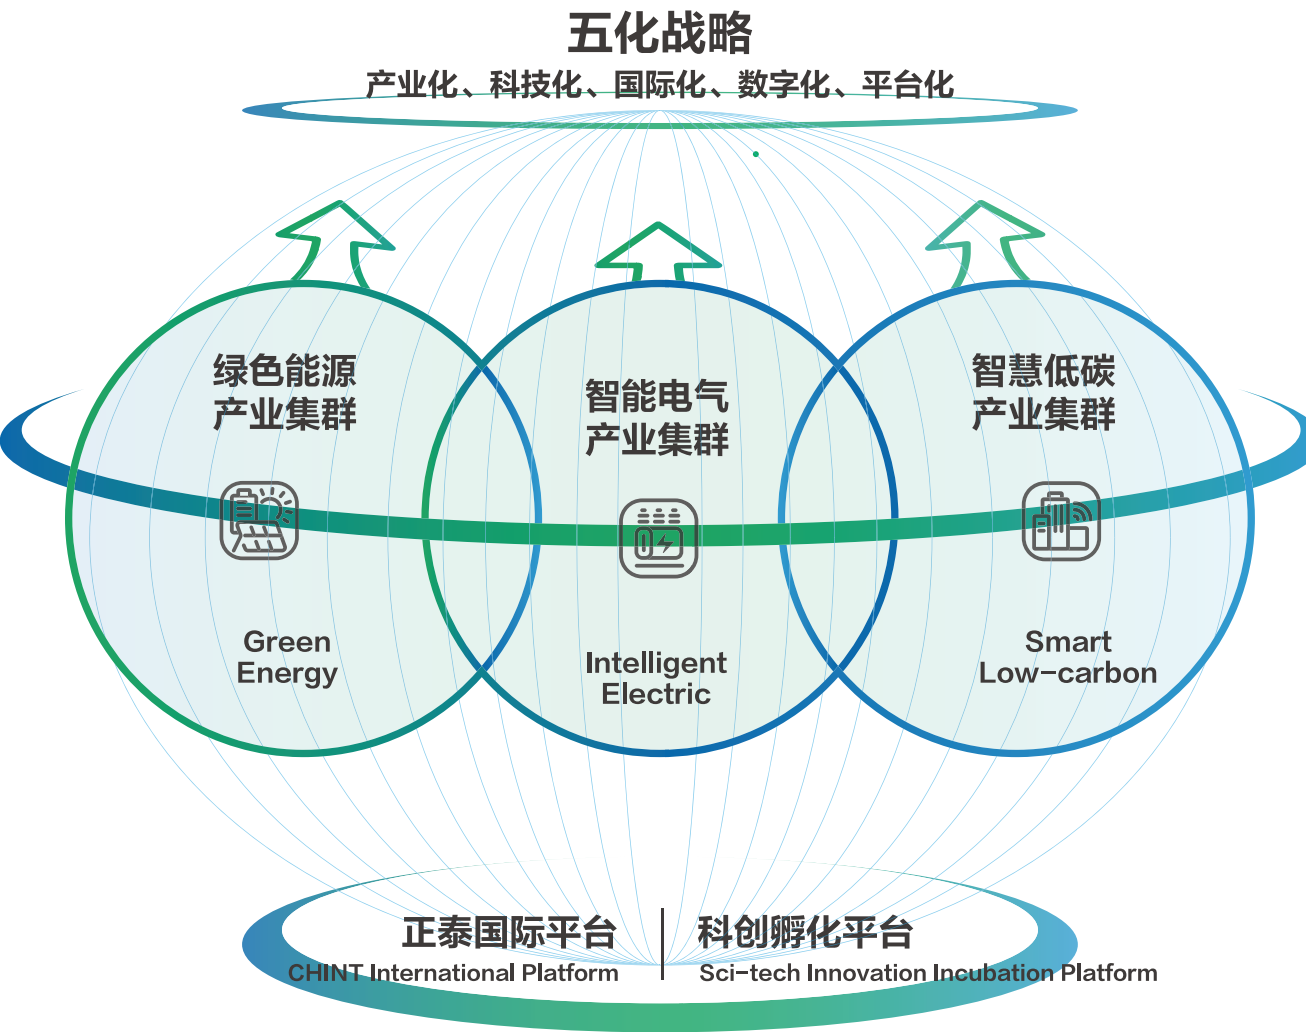 五化战略
产业化、科技化、国际化、数字化、平台化
绿色能源
产业集群
Green
Energy
智能电气
产业集群
Intelligent
Electric
智慧低碳
产业集群
Smart
Low-carbon
正泰国际平台
CHINT International Platform
科创孵化平台
Sci-tech Innovation Incubation Platform